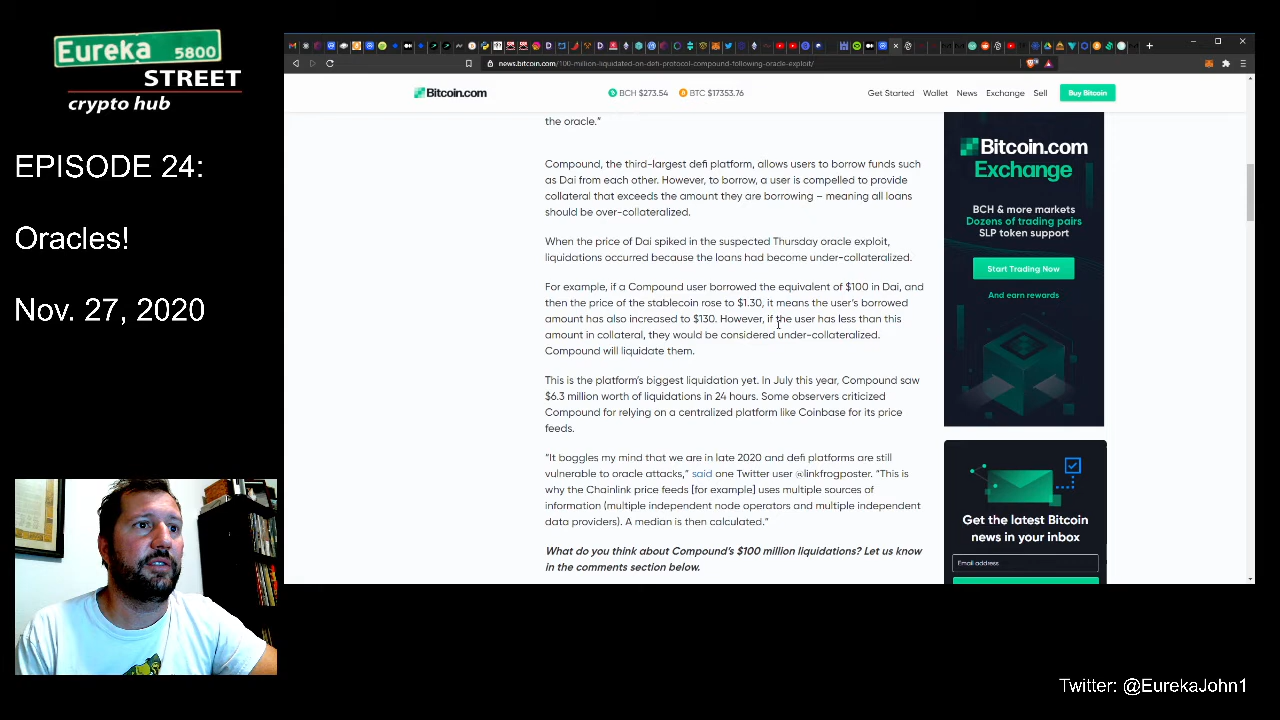 Eureka 5800
STREET
crypto hub
EPISODE 24:
Oracles!
Nov. 27, 2020
news.bitcoin.com/100-million-liquidated-on-defi-protocol-compound-following-oracle-exploit/
Bitcoin.com
BCH $273.54
BTC $17353.76
Get Started
Wallet
News
Exchange
Sell
Buy Bitcoin
the oracle.”
Compound, the third-largest defi platform, allows users to borrow funds such
as Dai from each other. However, to borrow, a user is compelled to provide
collateral that exceeds the amount they are borrowing – meaning all loans
should be over-collateralized.
When the price of Dai spiked in the suspected Thursday oracle exploit,
liquidations occurred because the loans had become under-collateralized.
For example, if a Compound user borrowed the equivalent of $100 in Dai, and
then the price of the stablecoin rose to $1.30, it means the user’s borrowed
amount has also increased to $130. However, if the user has less than this
amount in collateral, they would be considered under-collateralized.
Compound will liquidate them.
This is the platform’s biggest liquidation yet. In July this year, Compound saw
$6.3 million worth of liquidations in 24 hours. Some observers criticized
Compound for relying on a centralized platform like Coinbase for its price
feeds.
“It boggles my mind that we are in late 2020 and defi platforms are still
vulnerable to oracle attacks,” said one Twitter user @linkfrogposter. “This is
why the Chainlink price feeds [for example] uses multiple sources of
information (multiple independent node operators and multiple independent
data providers). A median is then calculated.”
What do you think about Compound’s $100 million liquidations? Let us know
in the comments section below.
Bitcoin.com
Exchange
BCH & more markets
Dozens of trading pairs
SLP token support
Start Trading Now
And earn rewards
Get the latest Bitcoin
news in your inbox
Email address
Twitter: @EurekaJohn1